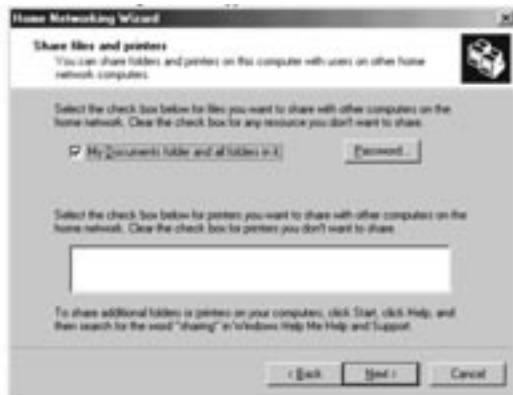 Home Networking Wizard
Share files and printers
You can share folders and printers on this computer with users on other home
network computers.
Select the check box below for files you want to share with other computers on the
home network. Clear the check box for any resource you don't want to share.
My Documents folder and all folders in it
Password...
Select the check box below for printers you want to share with other computers on the
home network. Clear the check box for printers you don't want to share.
To share additional folders or printers on your computers, click Start, click Help, and
then search for the word "sharing" in Windows Help Me Help and Support.
< Back
Next >
Cancel